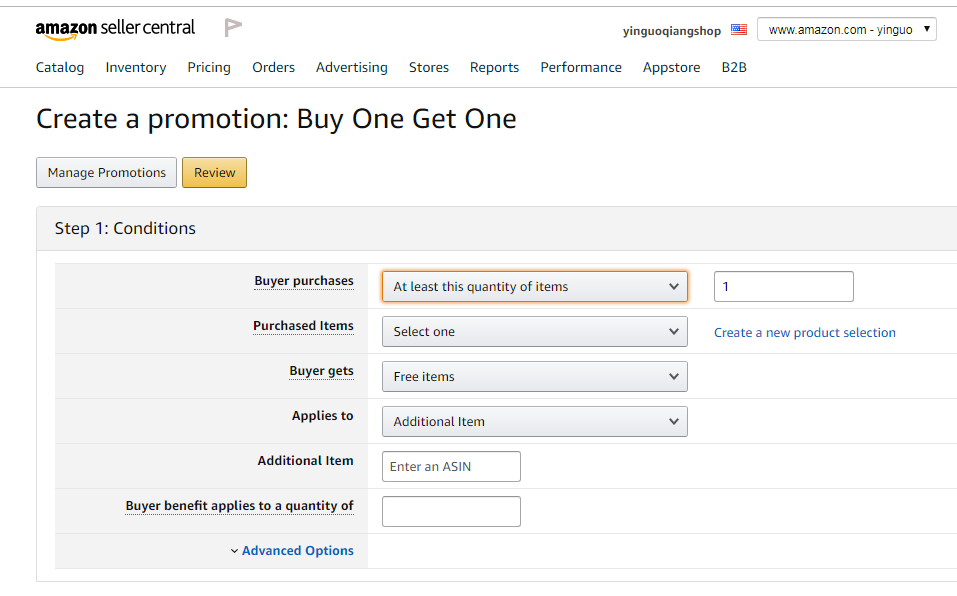 amazon seller central
yinguoqiangshop www.amazon.com - yinguo
Catalog Inventory Pricing Orders Advertising Stores Reports Performance Appstore B2B
Create a promotion: Buy One Get One
Manage Promotions Review
Step 1: Conditions
Buyer purchases At least this quantity of items 1
Purchased Items Select one Create a new product selection
Buyer gets Free items
Applies to Additional Item
Additional Item Enter an ASIN
Buyer benefit applies to a quantity of
Advanced Options